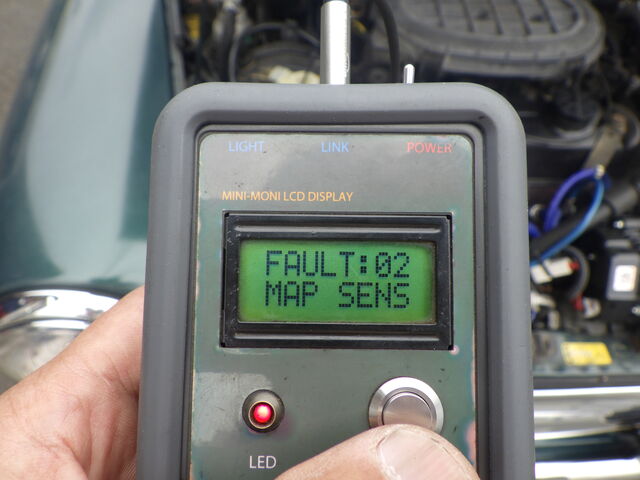 LIGHT LINK POWER
MINI-MONI LCD DISPLAY
FAULT:02
MAP SENS
LED